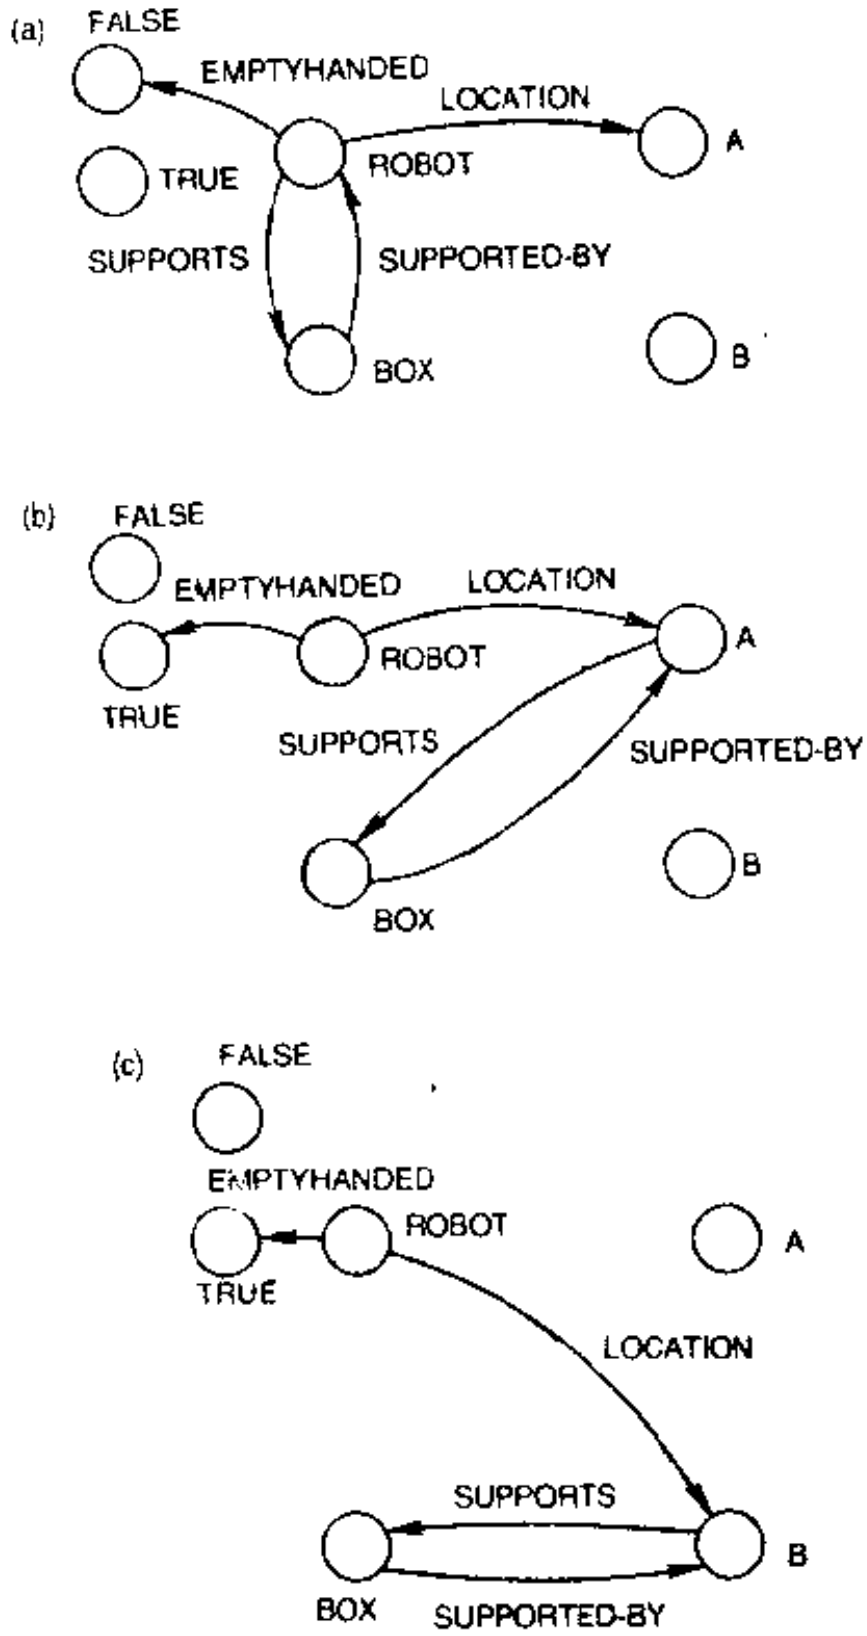 (a)
FALSE
EMPTYHANDED
LOCATION
A
TRUE
ROBOT
SUPPORTS
SUPPORTED-BY
BOX
B
(b)
FALSE
EMPTYHANDED
LOCATION
A
ROBOT
TRUE
SUPPORTS
SUPPORTED-BY
B
BOX
(c)
FALSE
EMPTYHANDED
ROBOT
A
TRUE
LOCATION
SUPPORTS
B
BOX
SUPPORTED-BY